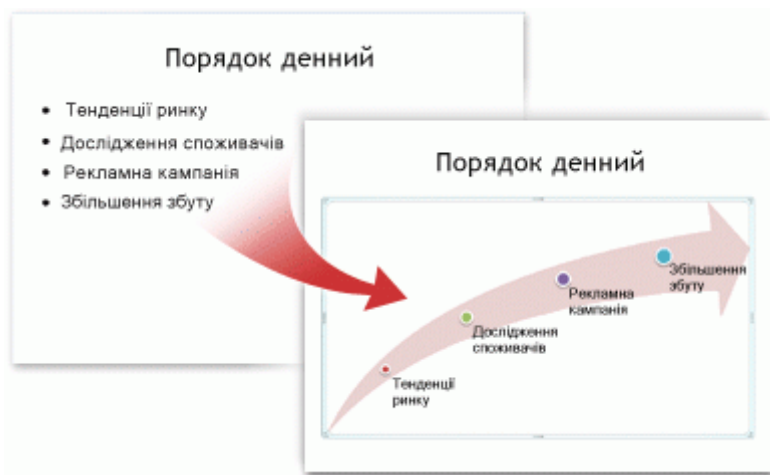 Порядок денний
• Тенденції ринку
• Дослідження споживачів
• Рекламна кампанія
• Збільшення збуту
Порядок денний
Збільшення
збуту
Рекламна
кампанія
Дослідження
споживачів
Тенденції
ринку